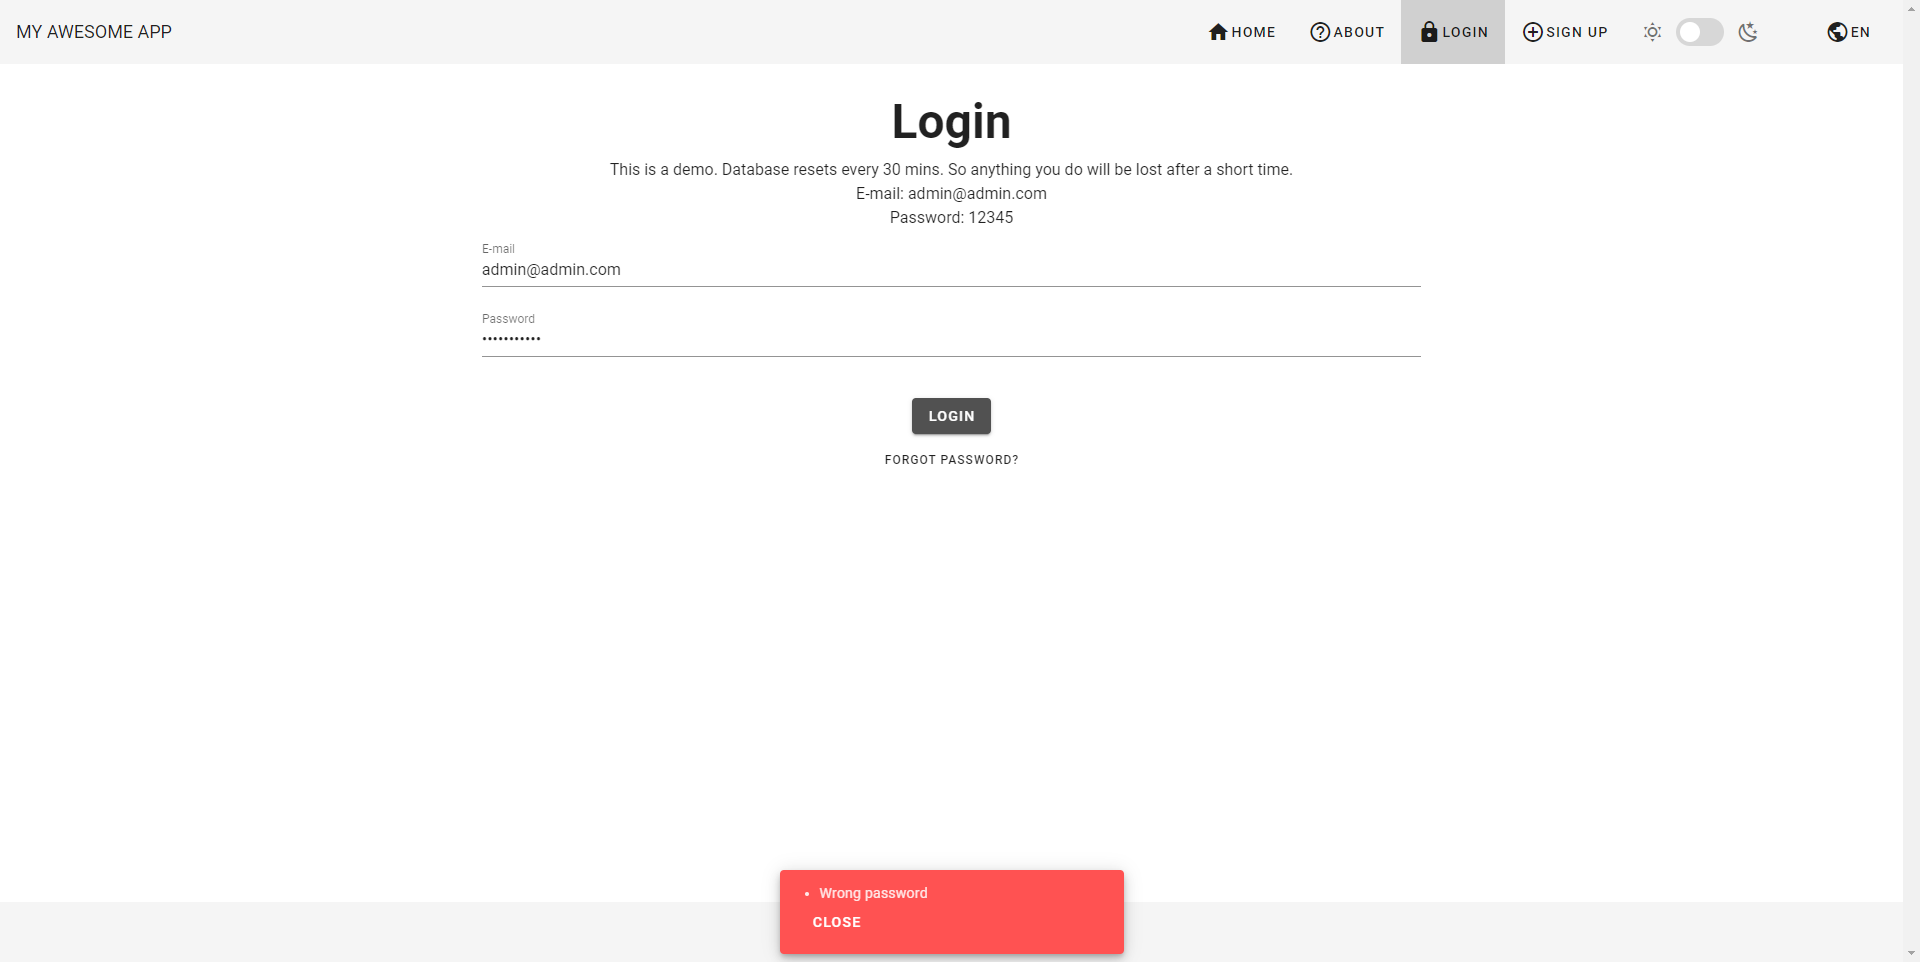 MY AWESOME APP
HOME
ABOUT
LOGIN
SIGN UP
EN
Login
This is a demo. Database resets every 30 mins. So anything you do will be lost after a short time.
E-mail: admin@admin.com
Password: 12345
E-mail
admin@admin.com
Password
•••••••••••
LOGIN
FORGOT PASSWORD?
• Wrong password
CLOSE